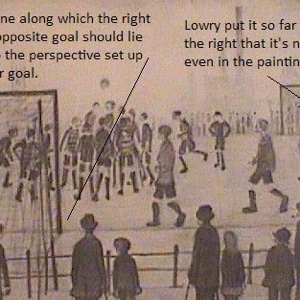 ne along which the right
opposite goal should lie
the perspective set up
r goal.
Lowry put it so far
the right that it's n
even in the paintin